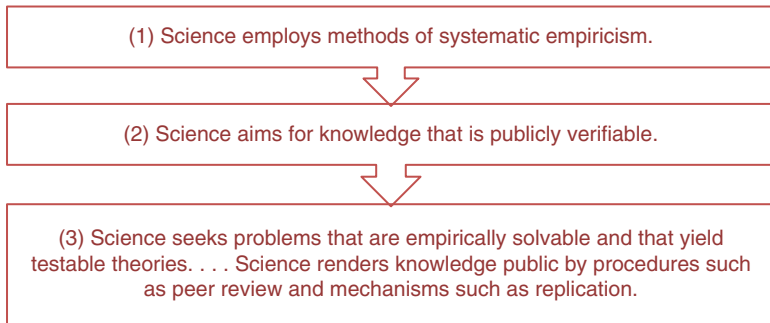 (1) Science employs methods of systematic empiricism.
(2) Science aims for knowledge that is publicly verifiable.
(3) Science seeks problems that are empirically solvable and that yield
testable theories. . . . Science renders knowledge public by procedures such
as peer review and mechanisms such as replication.